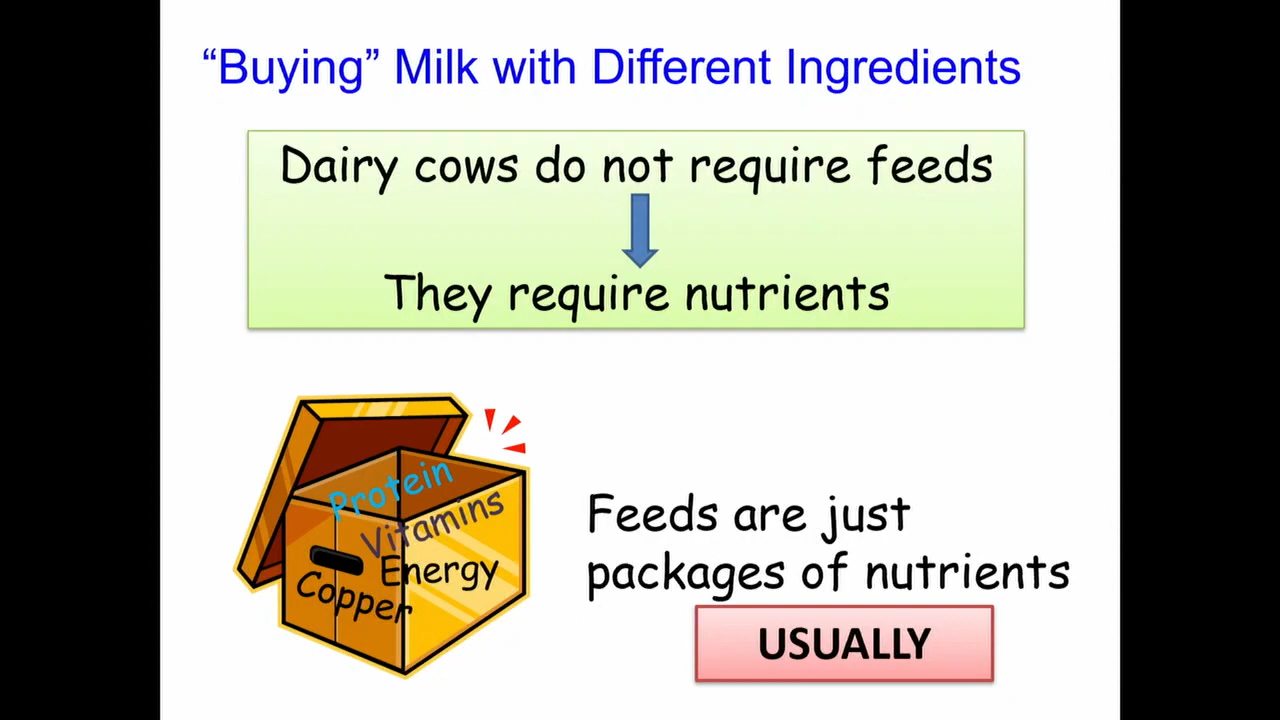 “Buying” Milk with Different Ingredients
Dairy cows do not require feeds
They require nutrients
Protein
Vitamins
Energy
Copper
Feeds are just
packages of nutrients
USUALLY